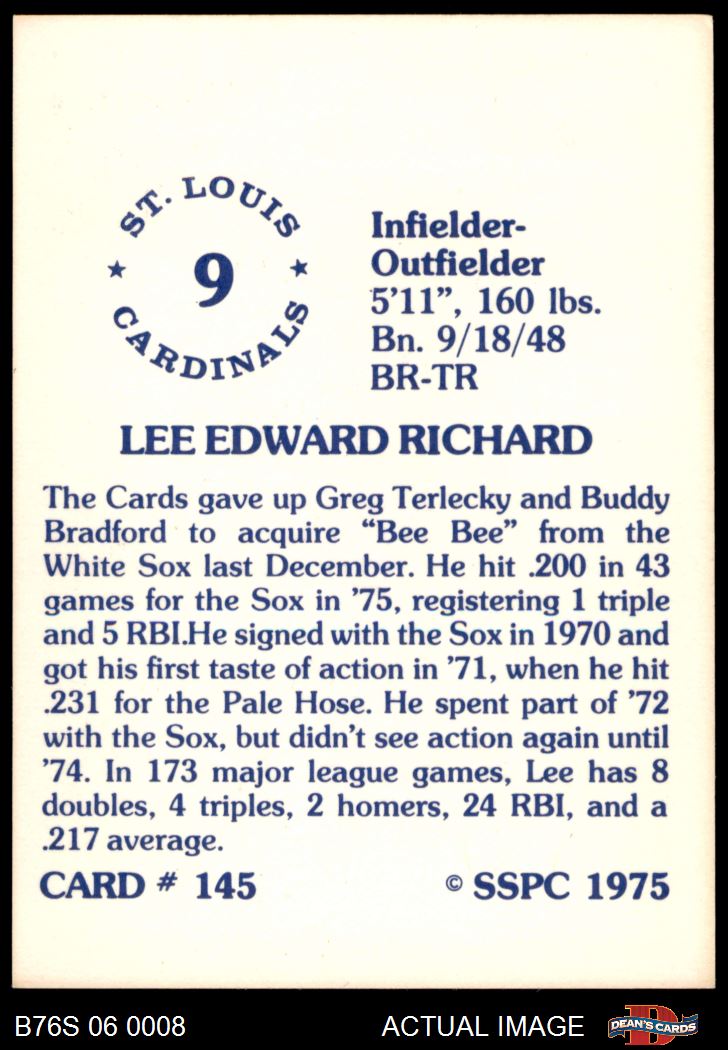 ST. LOUIS
9
CARDINALS
Infielder-
Outfielder
5'11", 160 lbs.
Bn. 9/18/48
BR-TR
LEE EDWARD RICHARD
The Cards gave up Greg Terlecky and Buddy
Bradford to acquire “Bee Bee” from the
White Sox last December. He hit .200 in 43
games for the Sox in ’75, registering 1 triple
and 5 RBI.He signed with the Sox in 1970 and
got his first taste of action in ’71, when he hit
.231 for the Pale Hose. He spent part of ’72
with the Sox, but didn’t see action again until
’74. In 173 major league games, Lee has 8
doubles, 4 triples, 2 homers, 24 RBI, and a
.217 average.
CARD # 145
© SSPC 1975
B76S 06 0008
ACTUAL IMAGE
D
DEAN'S CARDS